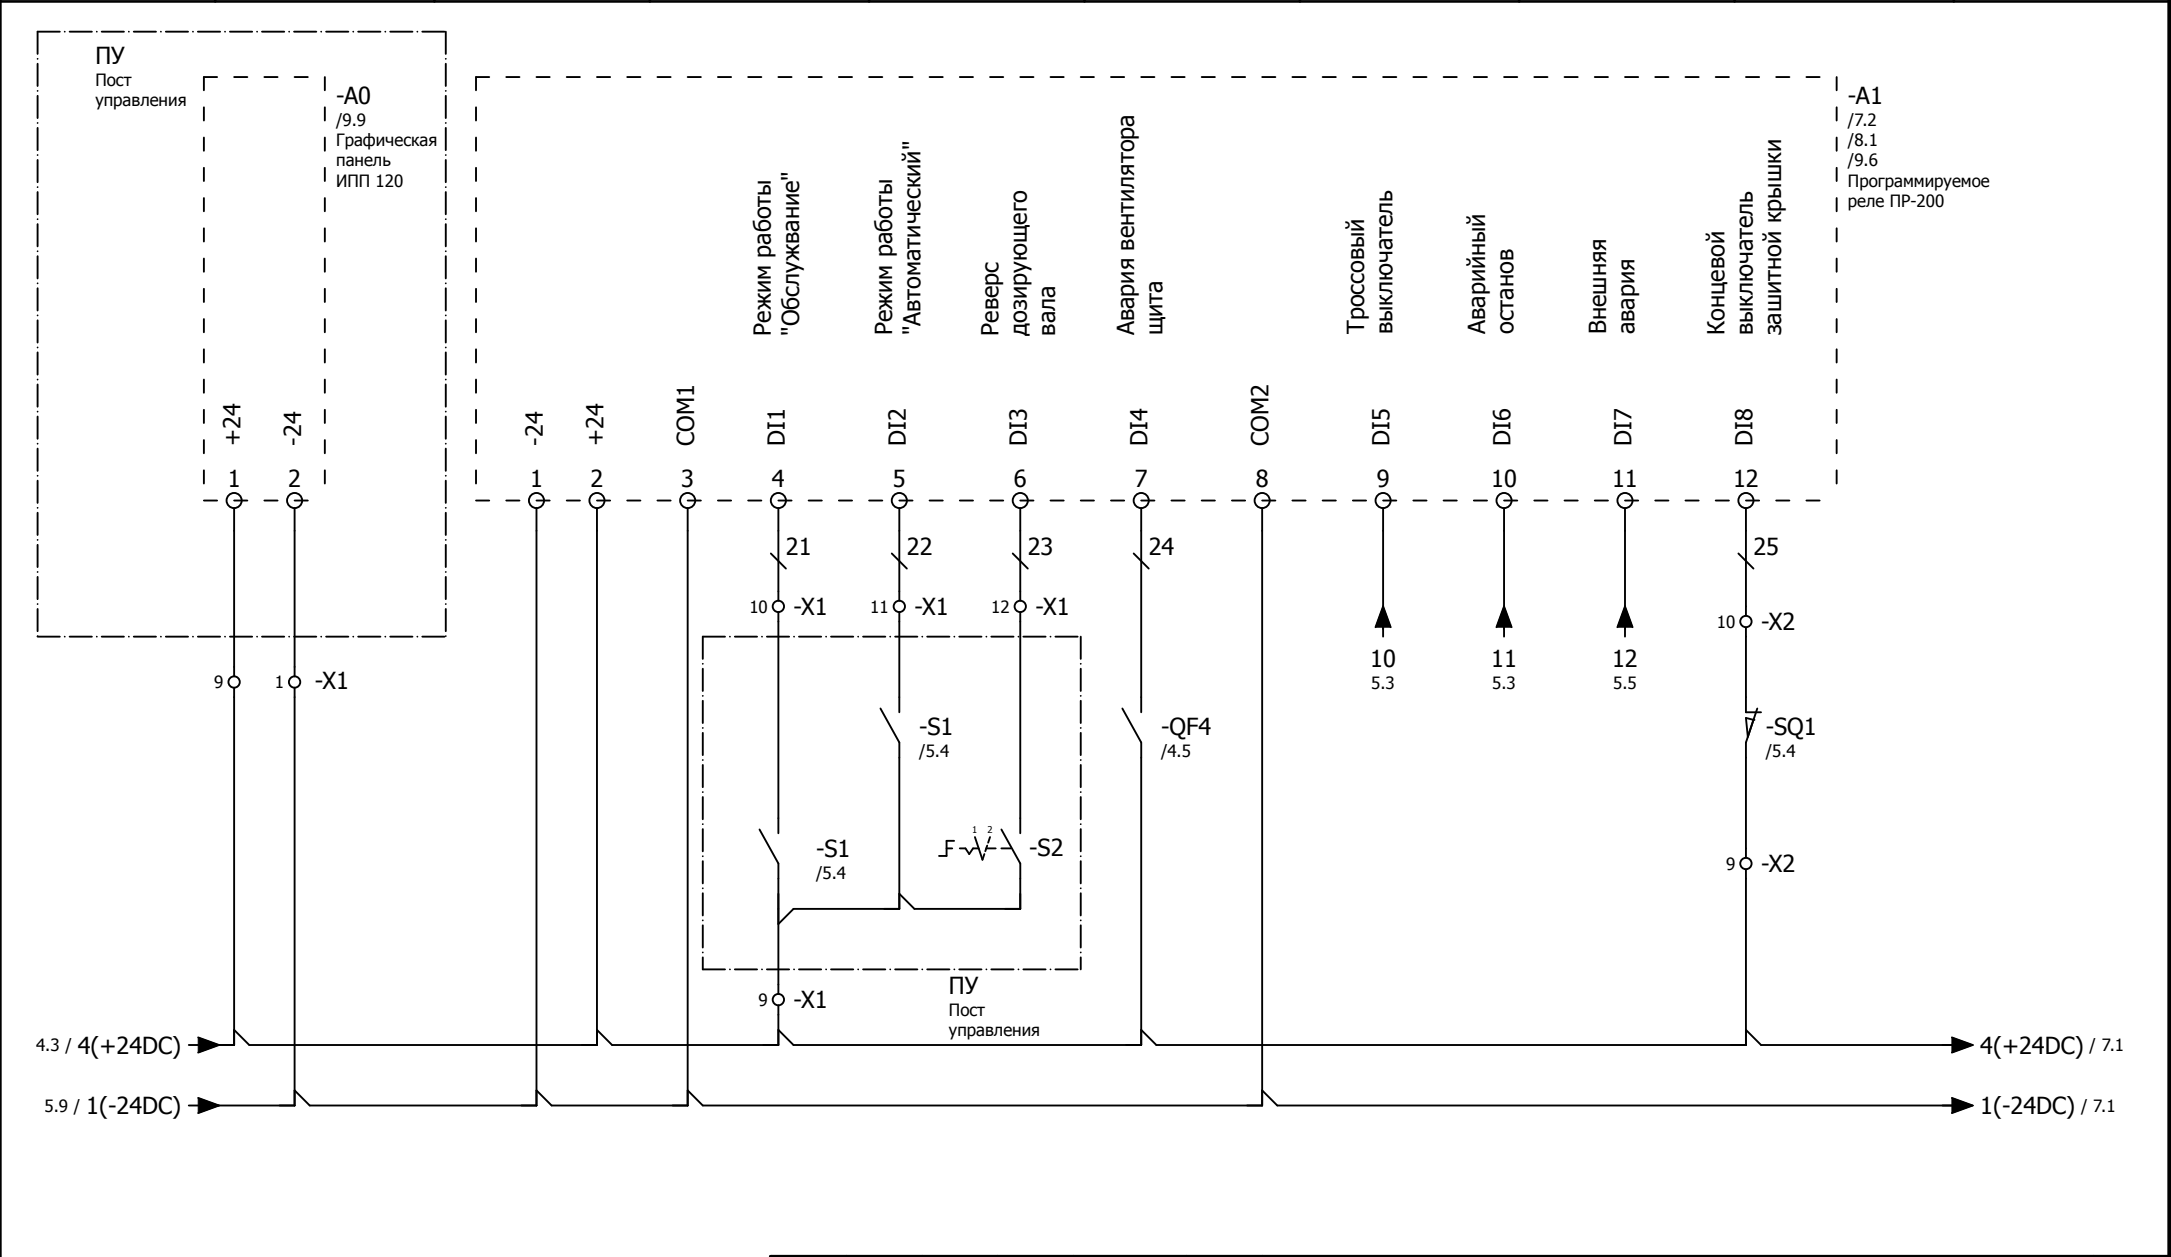 ПУ
Пост
управления
-A0
/9.9
Графическая
панель
ИПП 120
+24
-24
1
2
9
1
-X1
-A1
/7.2
/8.1
/9.6
Программируемое
реле ПР-200
Режим работы
"Обслужвание"
Режим работы
"Автоматический"
Реверс
дозирующего
вала
Авария вентилятора
щита
Троссовый
выключатель
Аварийный
останов
Внешняя
авария
Концевой
выключатель
зашитной крышки
-24
+24
COM1
DI1
DI2
DI3
DI4
COM2
DI5
DI6
DI7
DI8
1
2
3
4
5
6
7
8
9
10
11
12
21
22
23
24
25
10 -X1
11 -X1
12 -X1
10 -X2
10
5.3
11
5.3
12
5.5
-S1
/5.4
-QF4
/4.5
-SQ1
/5.4
-S1
/5.4
1 2
-S2
9 -X2
ПУ
Пост
управления
9 -X1
4.3 / 4(+24DC)
4(+24DC) / 7.1
5.9 / 1(-24DC)
1(-24DC) / 7.1